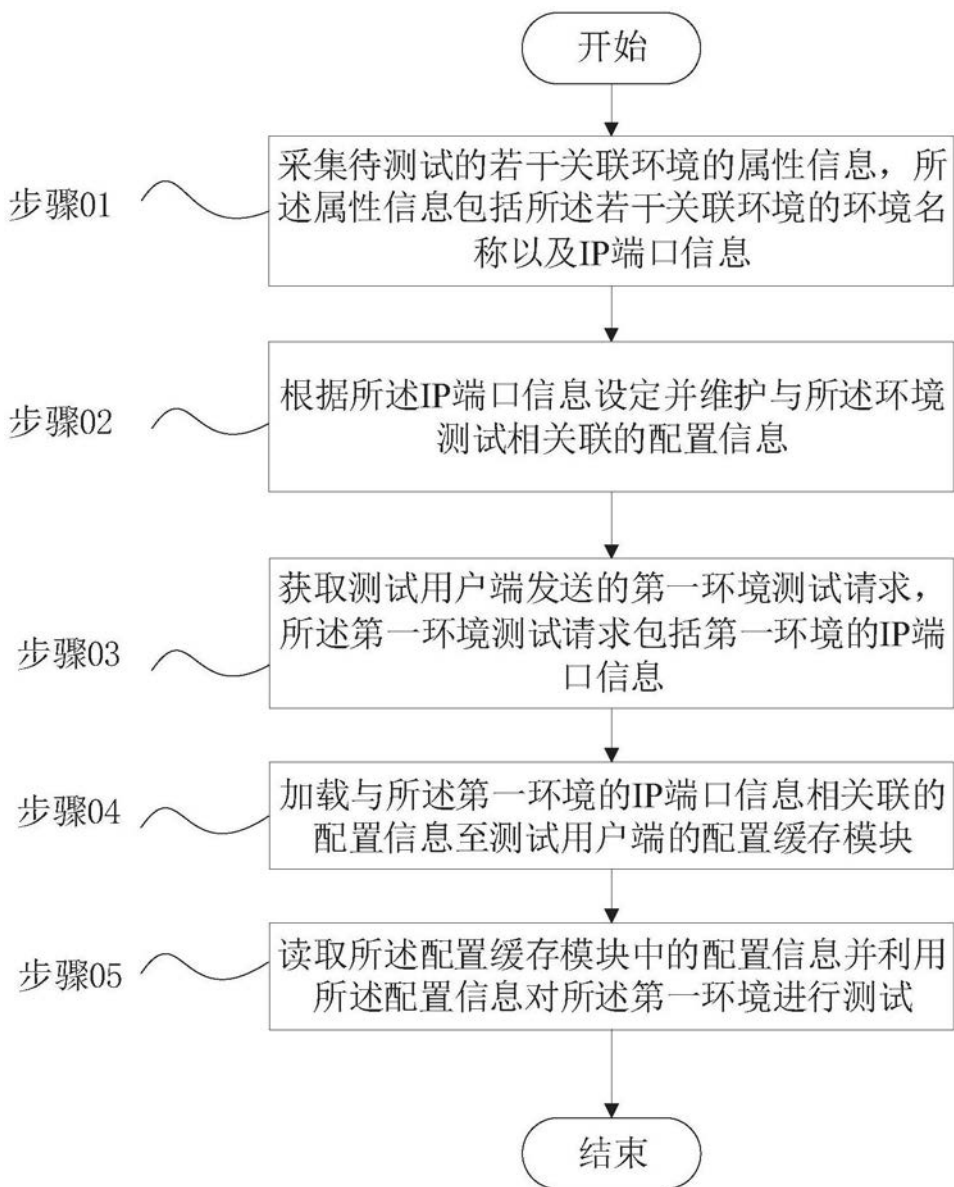 开始
步骤01
采集待测试的若干关联环境的属性信息，所
述属性信息包括所述若干关联环境的环境名
称以及IP端口信息
步骤02
根据所述IP端口信息设定并维护与所述环境
测试相关联的配置信息
步骤03
获取测试用户端发送的第一环境测试请求，
所述第一环境测试请求包括第一环境的IP端
口信息
步骤04
加载与所述第一环境的IP端口信息相关联的
配置信息至测试用户端的配置缓存模块
步骤05
读取所述配置缓存模块中的配置信息并利用
所述配置信息对所述第一环境进行测试
结束